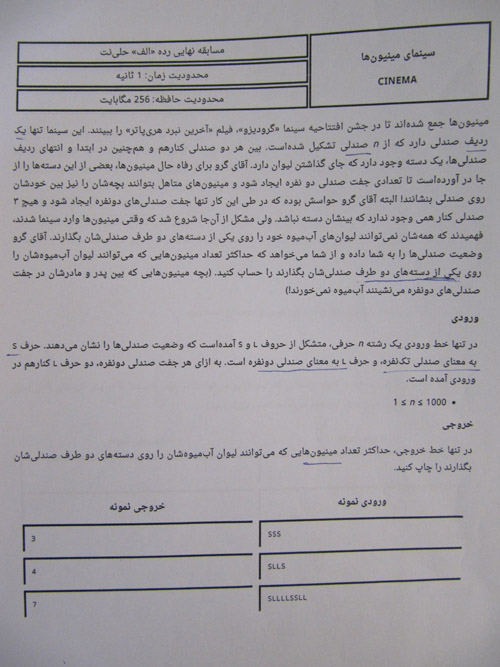 سینمای مینیون‌ها
CINEMA
مسابقه نهایی رده «الف» حلی‌نت
محدودیت زمان: 1 ثانیه
محدودیت حافظه: 256 مگابایت
مینیون‌ها جمع شده‌اند تا در جشن افتتاحیه سینما «گرودیزو»، فیلم «آخرین نبرد هری‌پاتر» را ببینند. این سینما تنها یک
ردیف صندلی دارد که از n صندلی تشکیل شده‌است. بین هر دو صندلی کنارهم و هم‌چنین در ابتدا و انتهای ردیف
صندلی‌ها، یک دسته وجود دارد که جای گذاشتن لیوان دارد. آقای گرو برای رفاه حال مینیون‌ها، بعضی از این دسته‌ها را از
جا در آورده‌است تا تعدادی جفت صندلی دو نفره ایجاد شود و مینیون‌های متاهل بتوانند بچه‌شان را نیز بین خودشان
روی صندلی بنشانند! البته آقای گرو حواسش بوده که در طی این کار تنها جفت صندلی‌های دونفره ایجاد شود و هیچ ۳
صندلی کنار همی وجود ندارد که بینشان دسته نباشد. ولی مشکل از آن‌جا شروع شد که وقتی مینیون‌ها وارد سینما شدند،
فهمیدند که همه‌شان نمی‌توانند لیوان‌های آب‌میوه خود را روی یکی از دسته‌های دو طرف صندلی‌شان بگذارند. آقای گرو
وضعیت صندلی‌ها را به شما داده و از شما می‌خواهد که حداکثر تعداد مینیون‌هایی که می‌توانند لیوان آب‌میوه‌شان را
روی یکی از دسته‌های دو طرف صندلی‌شان بگذارند را حساب کنید. (بچه مینیون‌هایی که بین پدر و مادرشان در جفت
صندلی‌های دونفره می‌نشینند آب‌میوه نمی‌خورند!)
ورودی
در تنها خط ورودی یک رشته n حرفی، متشکل از حروف L و S آمده‌است که وضعیت صندلی‌ها را نشان می‌دهند. حرف S
به معنای صندلی تک‌نفره، و حرف L به معنای صندلی دونفره است. به ازای هر جفت صندلی دونفره، دو حرف L کنارهم در
ورودی آمده است.
• 1 ≤ n ≤ 1000
خروجی
در تنها خط خروجی، حداکثر تعداد مینیون‌هایی که می‌توانند لیوان آب‌میوه‌شان را روی دسته‌های دو طرف صندلی‌شان
بگذارند را چاپ کنید.
ورودی نمونه
خروجی نمونه
SSS
3
SLLS
4
SLLLLSSLL
7